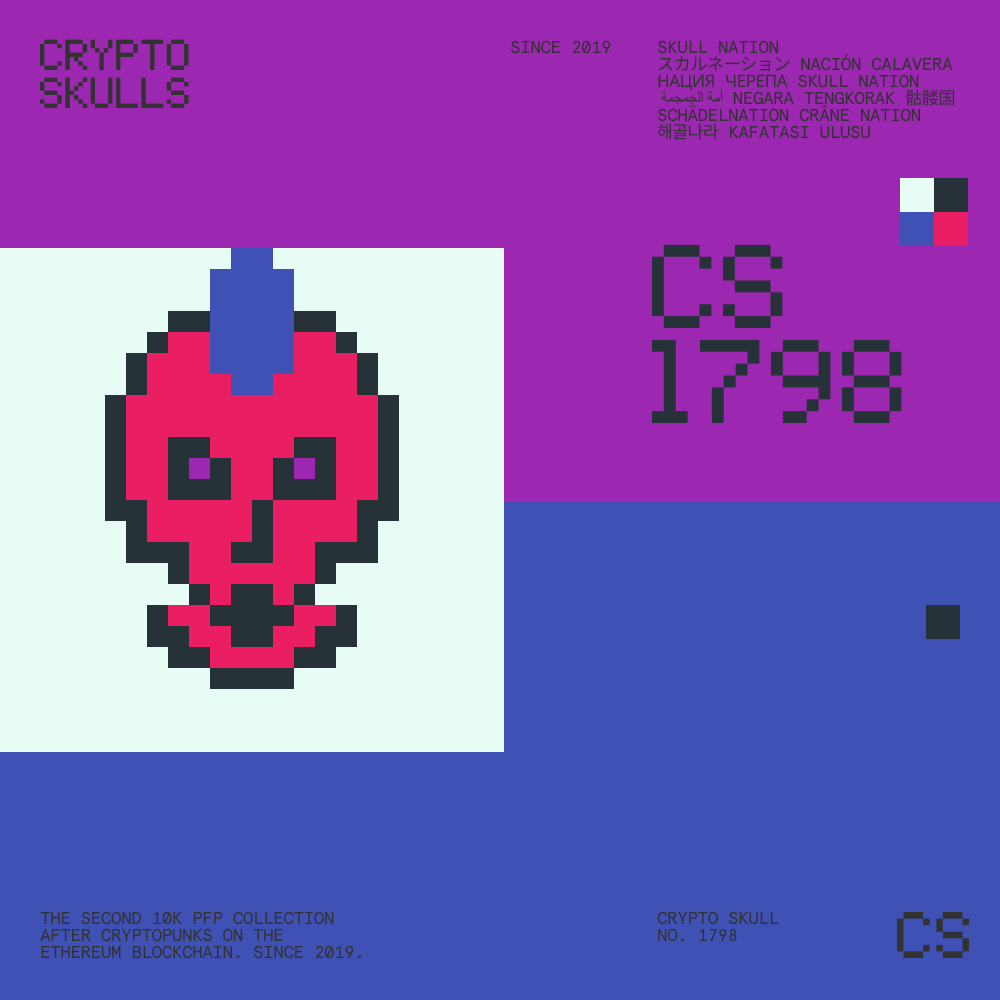 CRYPTO
SKULLS
SINCE 2019
SKULL NATION
スカルネーション NACIÓN CALAVERA
НАЦИЯ ЧЕРЕПА SKULL NATION
أمة الجمجمة NEGARA TENGKORAK 骷髅国
SCHÄDELNATION CRÂNE NATION
해골나라 KAFATASI ULUSU
CS
1798
THE SECOND 10K PFP COLLECTION
AFTER CRYPTOPUNKS ON THE
ETHEREUM BLOCKCHAIN. SINCE 2019.
CRYPTO SKULL
NO. 1798
CS